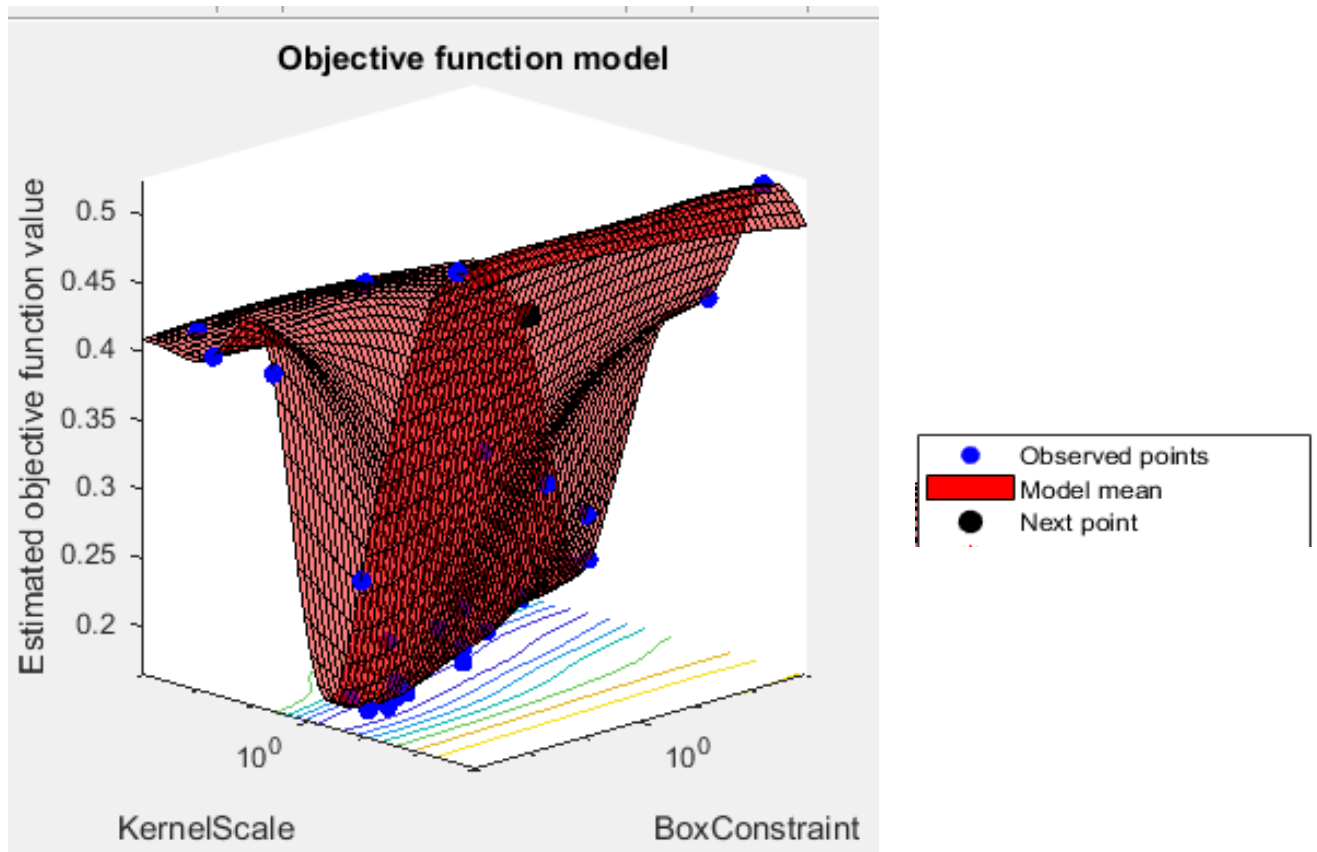 Objective function model
Estimated objective function value
0.5
0.45
0.4
0.35
0.3
0.25
0.2
10^0
10^0
KernelScale
BoxConstraint
Observed points
Model mean
Next point